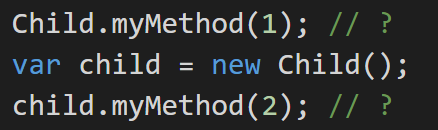 Child.myMethod(1); // ?
var child = new Child();
child.myMethod(2); // ?